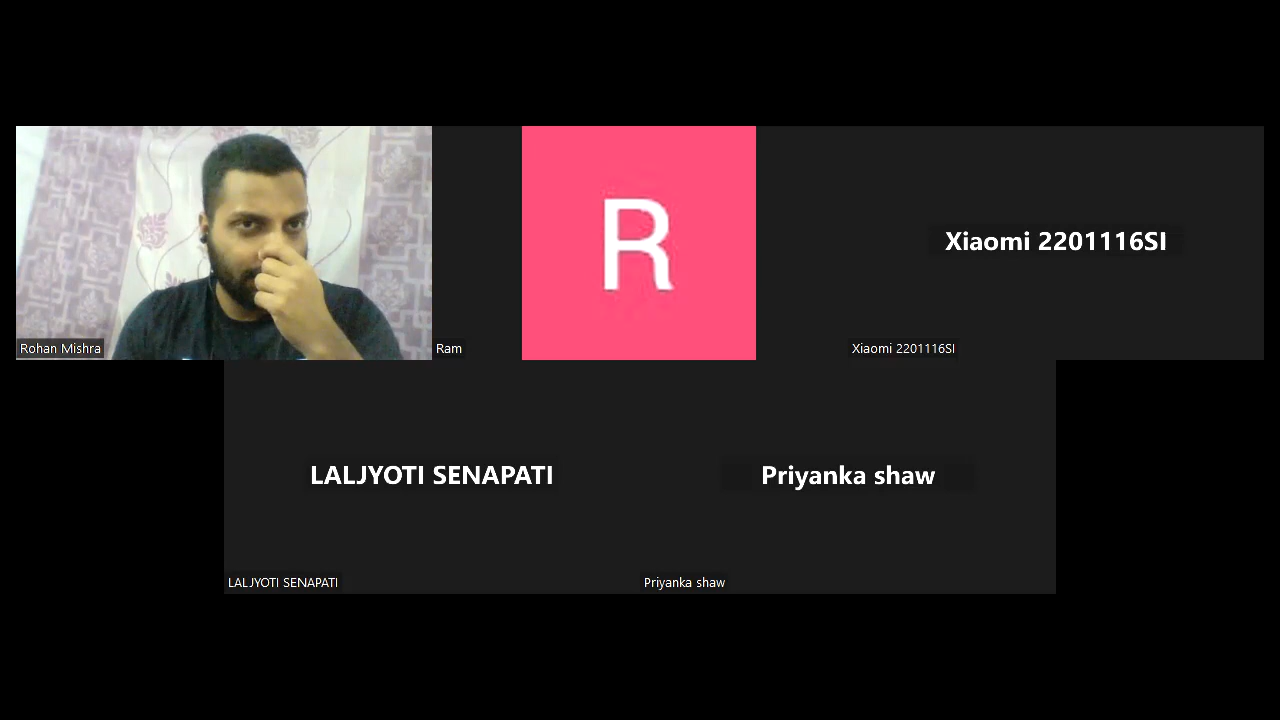 R
Xiaomi 2201116SI
Rohan Mishra
Ram
Xiaomi 2201116SI
LALJYOTI SENAPATI
Priyanka shaw
LALJYOTI SENAPATI
Priyanka shaw